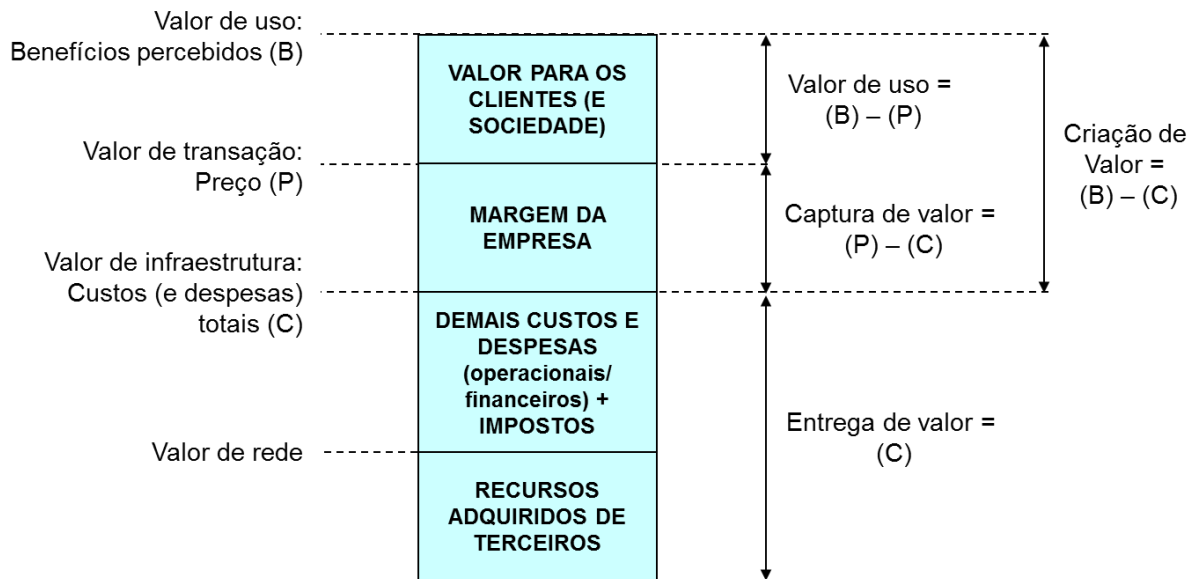 Valor de uso:
Benefícios percebidos (B)
VALOR PARA OS
CLIENTES (E
SOCIEDADE)
Valor de uso =
(B) – (P)
Criação de
Valor =
(B) – (C)
Valor de transação:
Preço (P)
MARGEM DA
EMPRESA
Captura de valor =
(P) – (C)
Valor de infraestrutura:
Custos (e despesas)
totais (C)
DEMAIS CUSTOS E
DESPESAS
(operacionais/
financeiros) +
IMPOSTOS
Entrega de valor =
(C)
Valor de rede
RECURSOS
ADQUIRIDOS DE
TERCEIROS